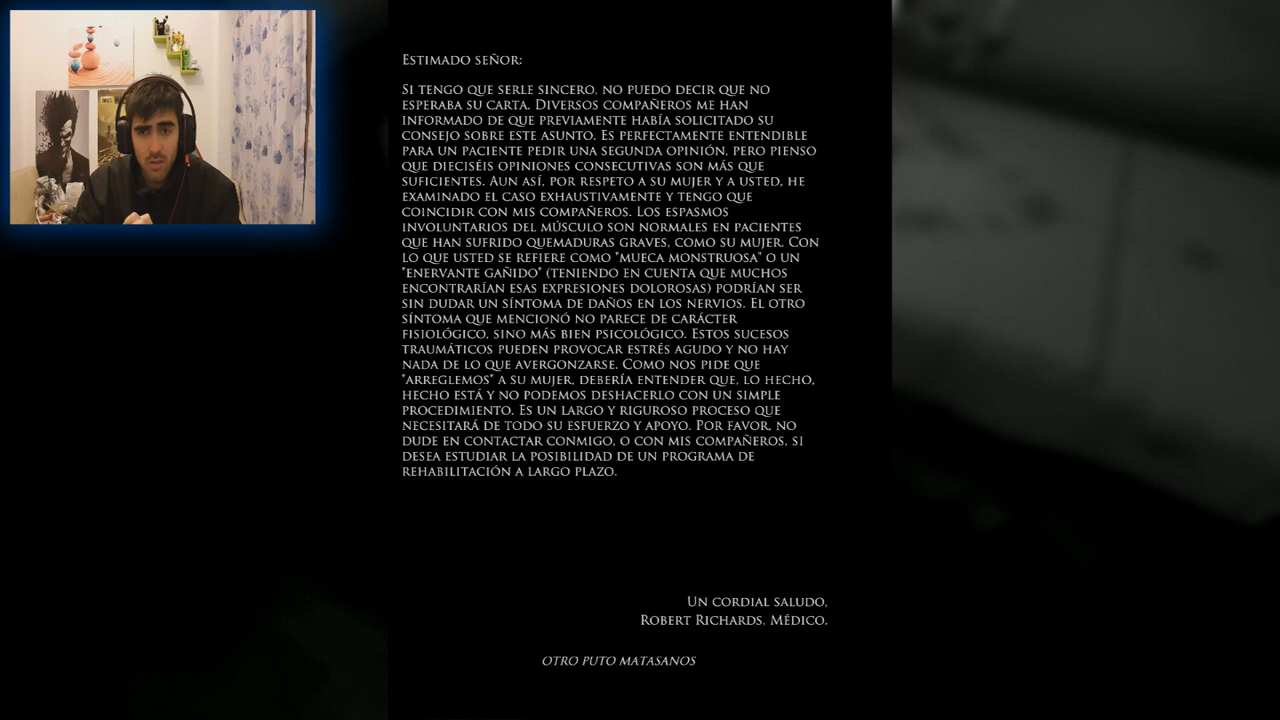 Estimado señor:
Si tengo que serle sincero, no puedo decir que no
esperaba su carta. Diversos compañeros me han
informado de que previamente había solicitado su
consejo sobre este asunto. Es perfectamente entendible
para un paciente pedir una segunda opinión, pero pienso
que dieciséis opiniones consecutivas son más que
suficientes. Aun así, por respeto a su mujer y a usted, he
examinado el caso exhaustivamente y tengo que
coincidir con mis compañeros. Los espasmos
involuntarios del músculo son normales en pacientes
que han sufrido quemaduras graves, como su mujer. Con
lo que usted se refiere como "mueca monstruosa" o un
"enervante gañido" (teniendo en cuenta que muchos
encontrarían esas expresiones dolorosas) podrían ser
sin dudar un síntoma de daños en los nervios. El otro
síntoma que mencionó no parece de carácter
fisiológico, sino más bien psicológico. Estos sucesos
traumáticos pueden provocar estrés agudo y no hay
nada de lo que avergonzarse. Como nos pide que
"arreglemos" a su mujer, debería entender que, lo hecho,
hecho está y no podemos deshacerlo con un simple
procedimiento. Es un largo y riguroso proceso que
necesitará de todo su esfuerzo y apoyo. Por favor, no
dude en contactar conmigo, o con mis compañeros, si
desea estudiar la posibilidad de un programa de
rehabilitación a largo plazo.
Un cordial saludo,
Robert Richards, Médico.
OTRO PUTO MATASANOS